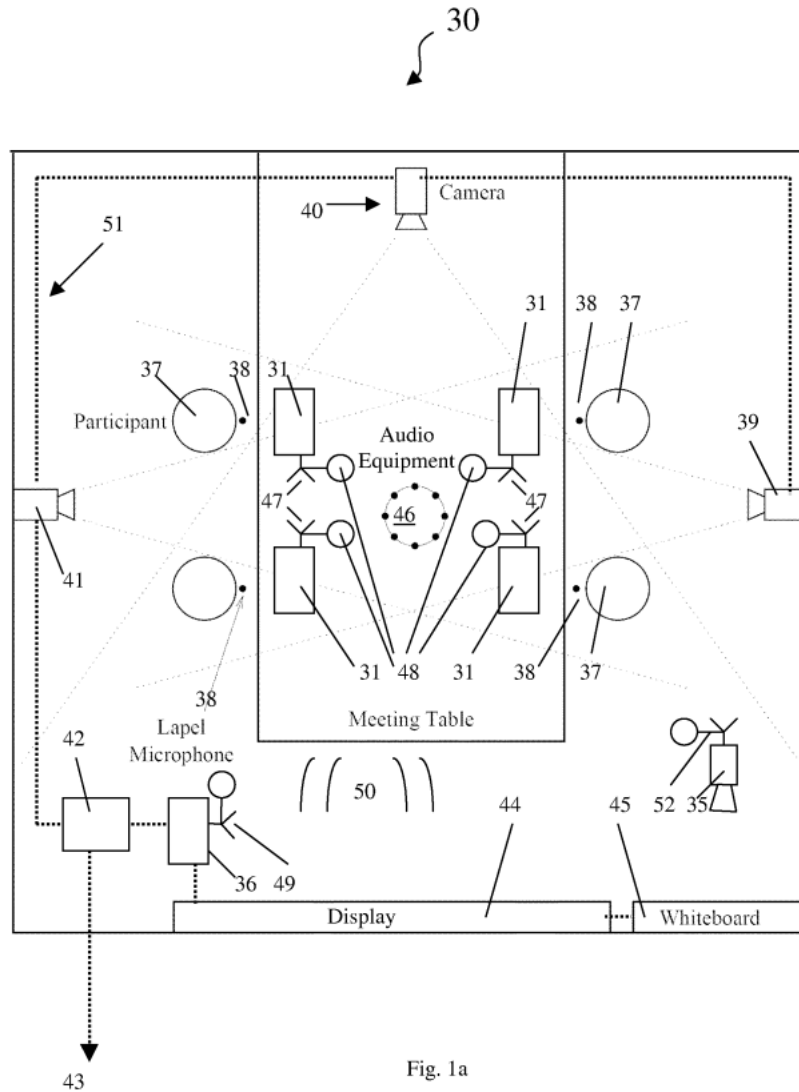 30
40
Camera
51
31
38
37
37
38
31
Participant
Audio
Equipment
39
47
46
47
41
31
48
31
38
37
38
Lapel
Microphone
Meeting Table
42
50
44
45
52
35
36
49
Display
Whiteboard
43
Fig. 1a